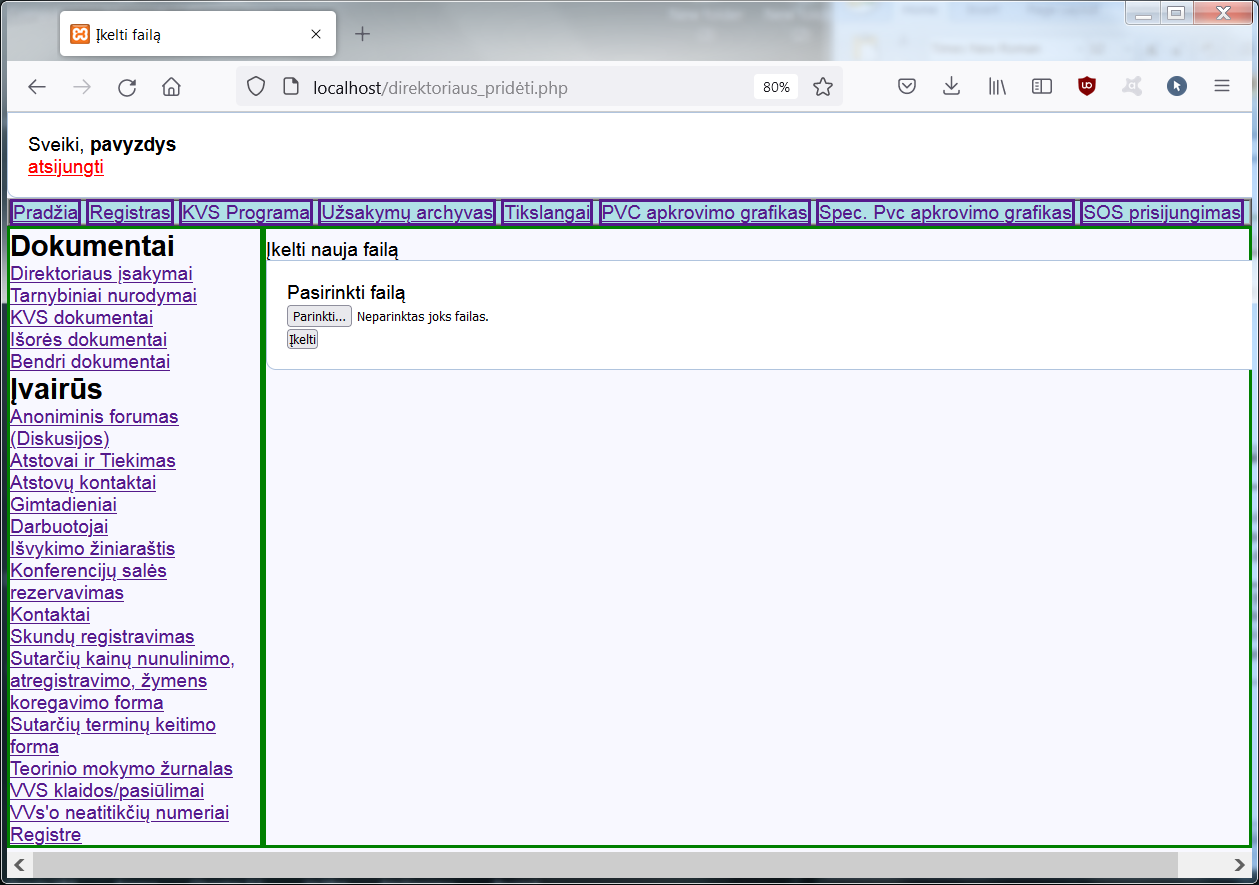 Įkelti failą
localhost/direktoriaus_pridėti.php
80%
Sveiki, pavyzdys
atsijungti
Pradžia Registras KVS Programa Užsakymų archyvas Tikslangai PVC apkrovimo grafikas Spec. Pvc apkrovimo grafikas SOS prisijungimas
Dokumentai
Direktoriaus įsakymai
Tarnybiniai nurodymai
KVS dokumentai
Išorės dokumentai
Bendri dokumentai
Įvairūs
Anoniminis forumas
(Diskusijos)
Atstovai ir Tiekimas
Atstovų kontaktai
Gimtadieniai
Darbuotojai
Išvykimo žiniaraštis
Konferencijų salės
rezervavimas
Kontaktai
Skundų registravimas
Sutarčių kainų nunulinimo,
atregistravimo, žymens
koregavimo forma
Sutarčių terminų keitimo
forma
Teorinio mokymo žurnalas
VVS klaidos/pasiūlimai
VVs'o neatitikčių numeriai
Registre
Įkelti nauja failą
Pasirinkti failą
Parinkti... Neparinktas joks failas.
Įkelti